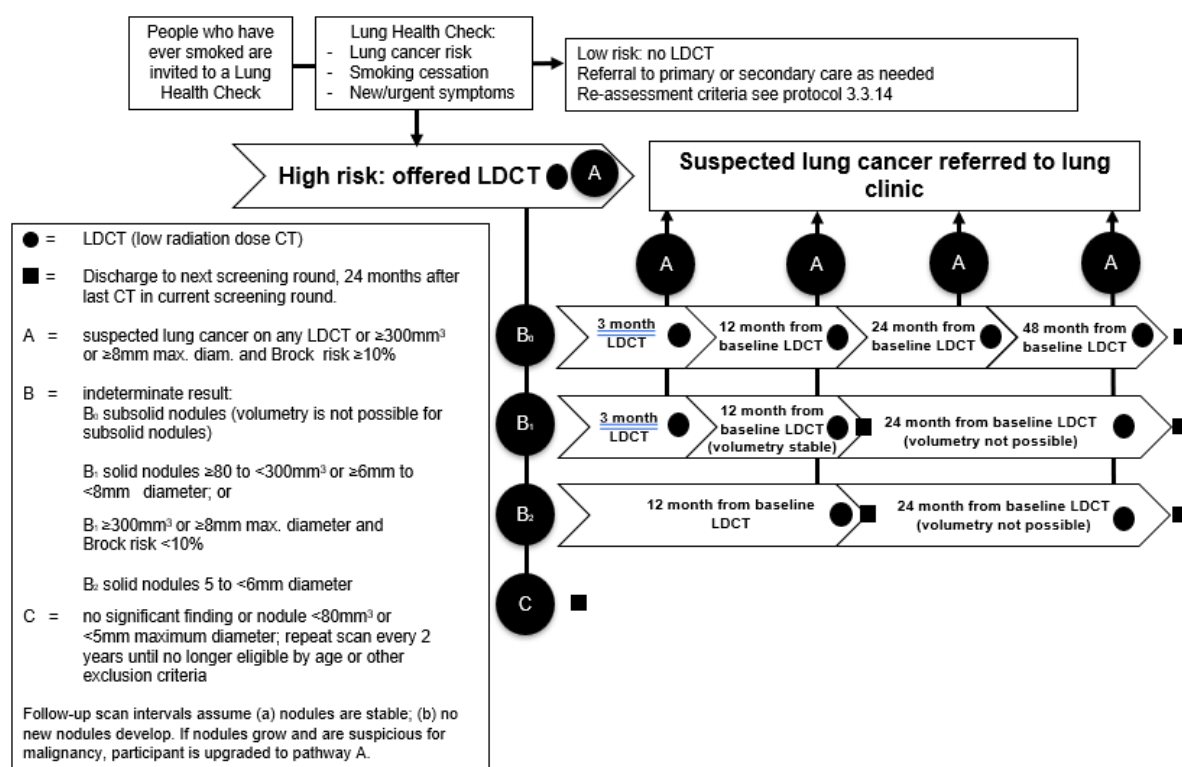 People who have
ever smoked are
invited to a Lung
Health Check
Lung Health Check:
- Lung cancer risk
- Smoking cessation
- New/urgent symptoms
Low risk: no LDCT
Referral to primary or secondary care as needed
Re-assessment criteria see protocol 3.3.14
High risk: offered LDCT
A
Suspected lung cancer referred to lung
clinic
= LDCT (low radiation dose CT)
= Discharge to next screening round, 24 months after
last CT in current screening round.
A = suspected lung cancer on any LDCT or ≥300mm³
or ≥8mm max. diam. and Brock risk ≥10%
B = indeterminate result:
B₀ subsolid nodules (volumetry is not possible for
subsolid nodules)
B₁ solid nodules ≥80 to <300mm³ or ≥6mm to
<8mm diameter; or
B₁ ≥300mm³ or ≥8mm max. diameter and
Brock risk <10%
B₂ solid nodules 5 to <6mm diameter
C = no significant finding or nodule <80mm³ or
<5mm maximum diameter; repeat scan every 2
years until no longer eligible by age or other
exclusion criteria
Follow-up scan intervals assume (a) nodules are stable; (b) no
new nodules develop. If nodules grow and are suspicious for
malignancy, participant is upgraded to pathway A.
A
A
A
A
B₀
3 month
LDCT
12 month from
baseline LDCT
24 month from
baseline LDCT
48 month from
baseline LDCT
B₁
3 month
LDCT
12 month from
baseline LDCT
(volumetry stable)
24 month from baseline LDCT
(volumetry not possible)
B₂
12 month from baseline
LDCT
24 month from baseline LDCT
(volumetry not possible)
C